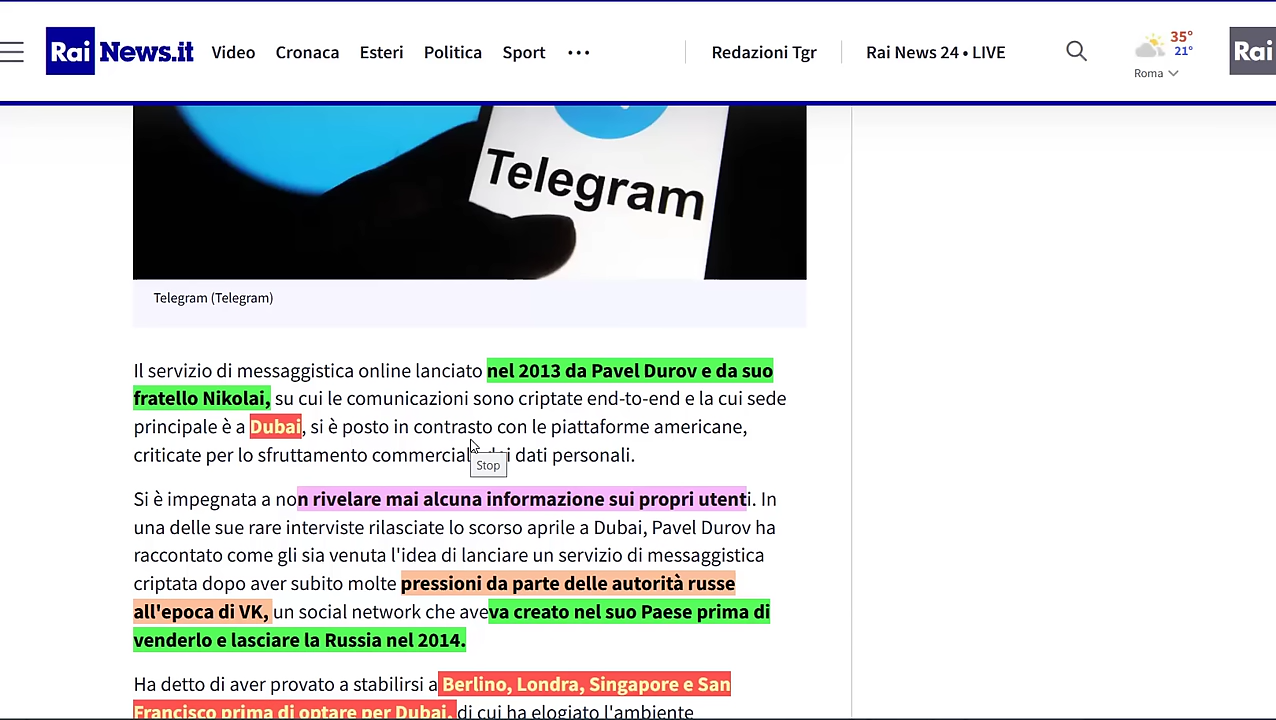 Rai News.it Video Cronaca Esteri Politica Sport ••• Redazioni Tgr Rai News 24 • LIVE 35° 21° Roma Rai
Telegram
Telegram (Telegram)
Il servizio di messaggistica online lanciato nel 2013 da Pavel Durov e da suo
fratello Nikolai, su cui le comunicazioni sono criptate end-to-end e la cui sede
principale è a Dubai, si è posto in contrasto con le piattaforme americane,
criticate per lo sfruttamento commercial i dati personali.
Stop
Si è impegnata a non rivelare mai alcuna informazione sui propri utenti. In
una delle sue rare interviste rilasciate lo scorso aprile a Dubai, Pavel Durov ha
raccontato come gli sia venuta l'idea di lanciare un servizio di messaggistica
criptata dopo aver subito molte pressioni da parte delle autorità russe
all'epoca di VK, un social network che aveva creato nel suo Paese prima di
venderlo e lasciare la Russia nel 2014.
Ha detto di aver provato a stabilirsi a Berlino, Londra, Singapore e San
Francisco prima di optare per Dubai, di cui ha elogiato l'ambiente